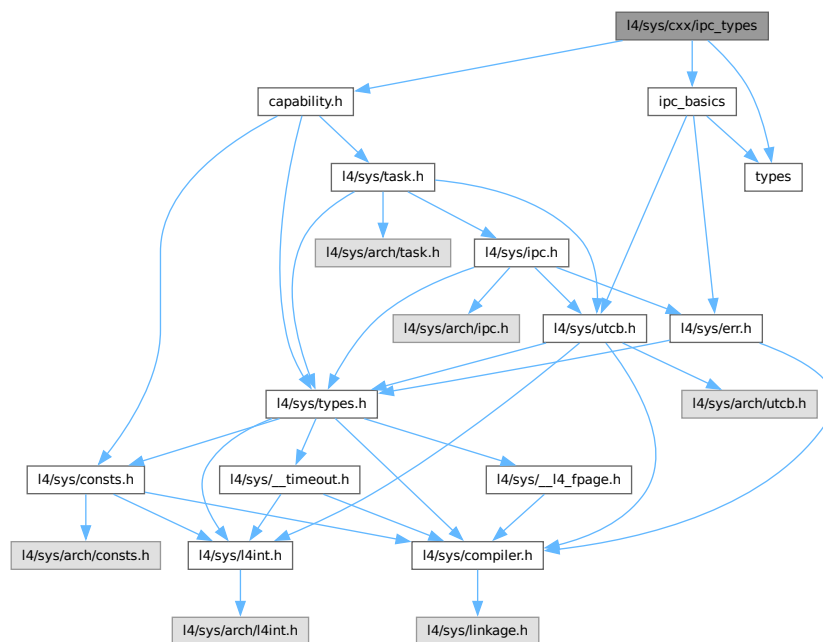 l4/sys/cxx/ipc_types
capability.h
ipc_basics
l4/sys/task.h
types
l4/sys/arch/task.h
l4/sys/ipc.h
l4/sys/arch/ipc.h
l4/sys/utcb.h
l4/sys/err.h
l4/sys/types.h
l4/sys/arch/utcb.h
l4/sys/consts.h
l4/sys/__timeout.h
l4/sys/__l4_fpage.h
l4/sys/arch/consts.h
l4/sys/l4int.h
l4/sys/compiler.h
l4/sys/arch/l4int.h
l4/sys/linkage.h